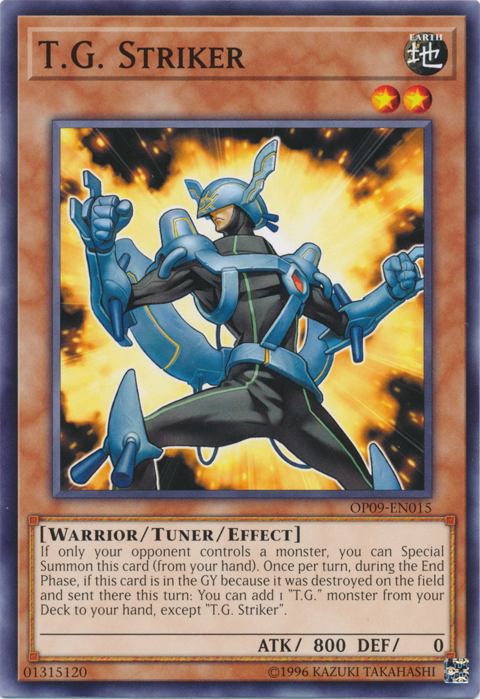 T.G. Striker
EARTH
地
OP09-EN015
[Warrior/Tuner/Effect]
If only your opponent controls a monster, you can Special
Summon this card (from your hand). Once per turn, during the End
Phase, if this card is in the GY because it was destroyed on the field
and sent there this turn: You can add 1 "T.G." monster from your
Deck to your hand, except "T.G. Striker".
ATK/ 800 DEF/ 0
01315120
©1996 KAZUKI TAKAHASHI